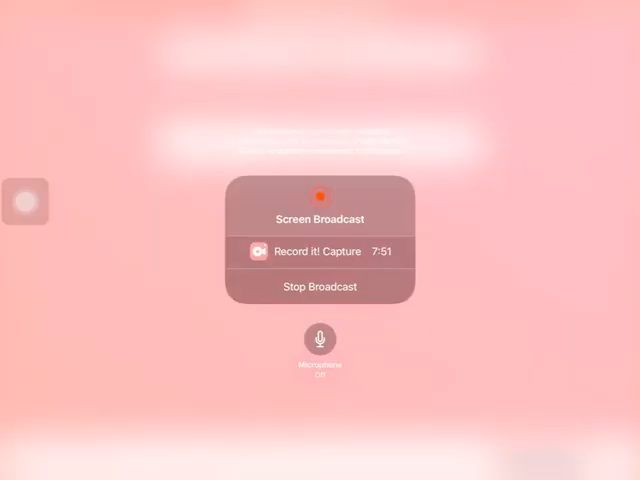 Screen Broadcast
Record it! Capture 7:51
Stop Broadcast
Microphone
Off